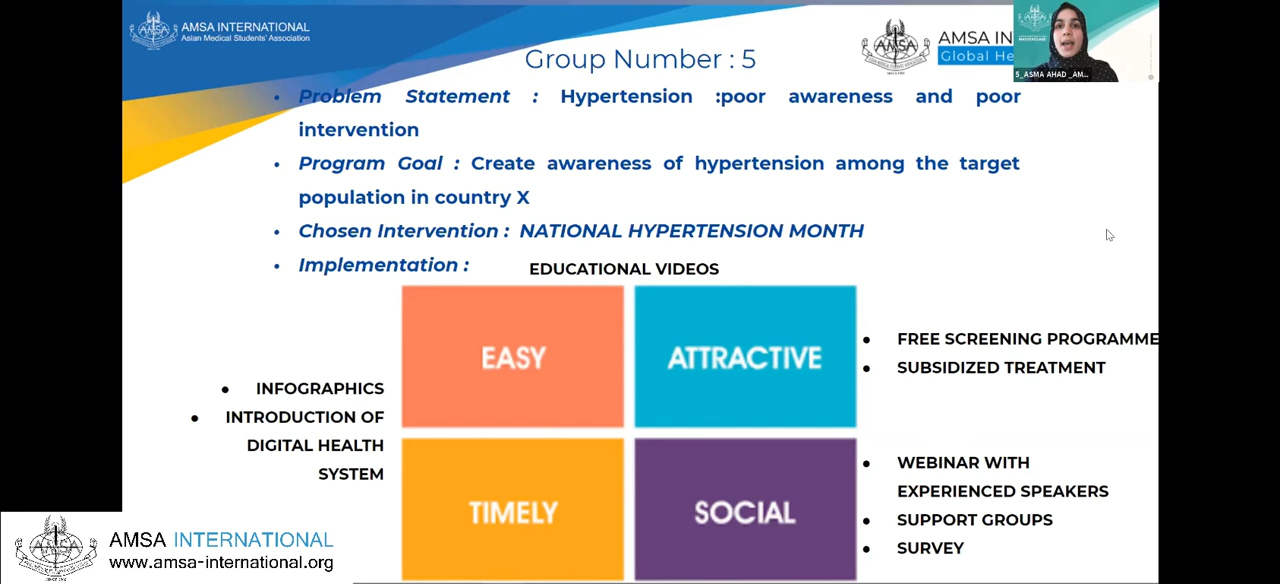 AMSA INTERNATIONAL
Asian Medical Students' Association
AMSA IN
Global He
5_ASMA AHAD _AM...
Group Number : 5
• Problem Statement : Hypertension :poor awareness and poor
intervention
• Program Goal : Create awareness of hypertension among the target
population in country X
• Chosen Intervention : NATIONAL HYPERTENSION MONTH
• Implementation :
EDUCATIONAL VIDEOS
EASY
ATTRACTIVE
• FREE SCREENING PROGRAMME
• SUBSIDIZED TREATMENT
• INFOGRAPHICS
• INTRODUCTION OF
DIGITAL HEALTH
SYSTEM
TIMELY
SOCIAL
• WEBINAR WITH
EXPERIENCED SPEAKERS
• SUPPORT GROUPS
• SURVEY
AMSA INTERNATIONAL
www.amsa-international.org